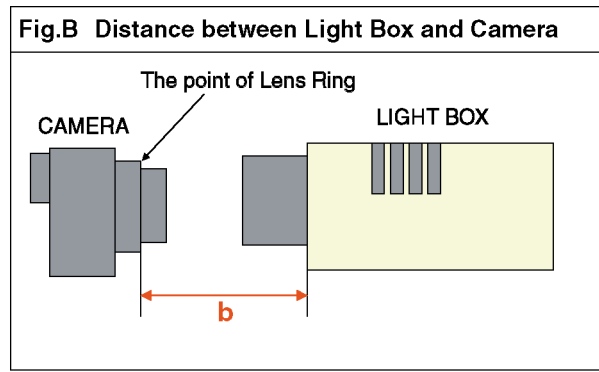 Fig.B Distance between Light Box and Camera
The point of Lens Ring
CAMERA
LIGHT BOX
b